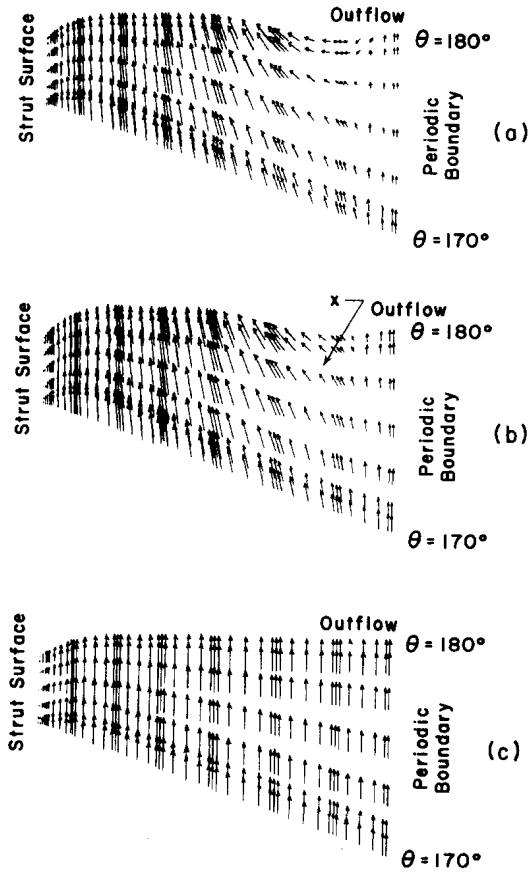 Outflow
θ = 180°
Strut Surface
Periodic
Boundary
(a)
θ = 170°
X
Outflow
θ = 180°
Strut Surface
Periodic
Boundary
(b)
θ = 170°
Outflow
θ = 180°
Strut Surface
Periodic
Boundary
(c)
θ = 170°